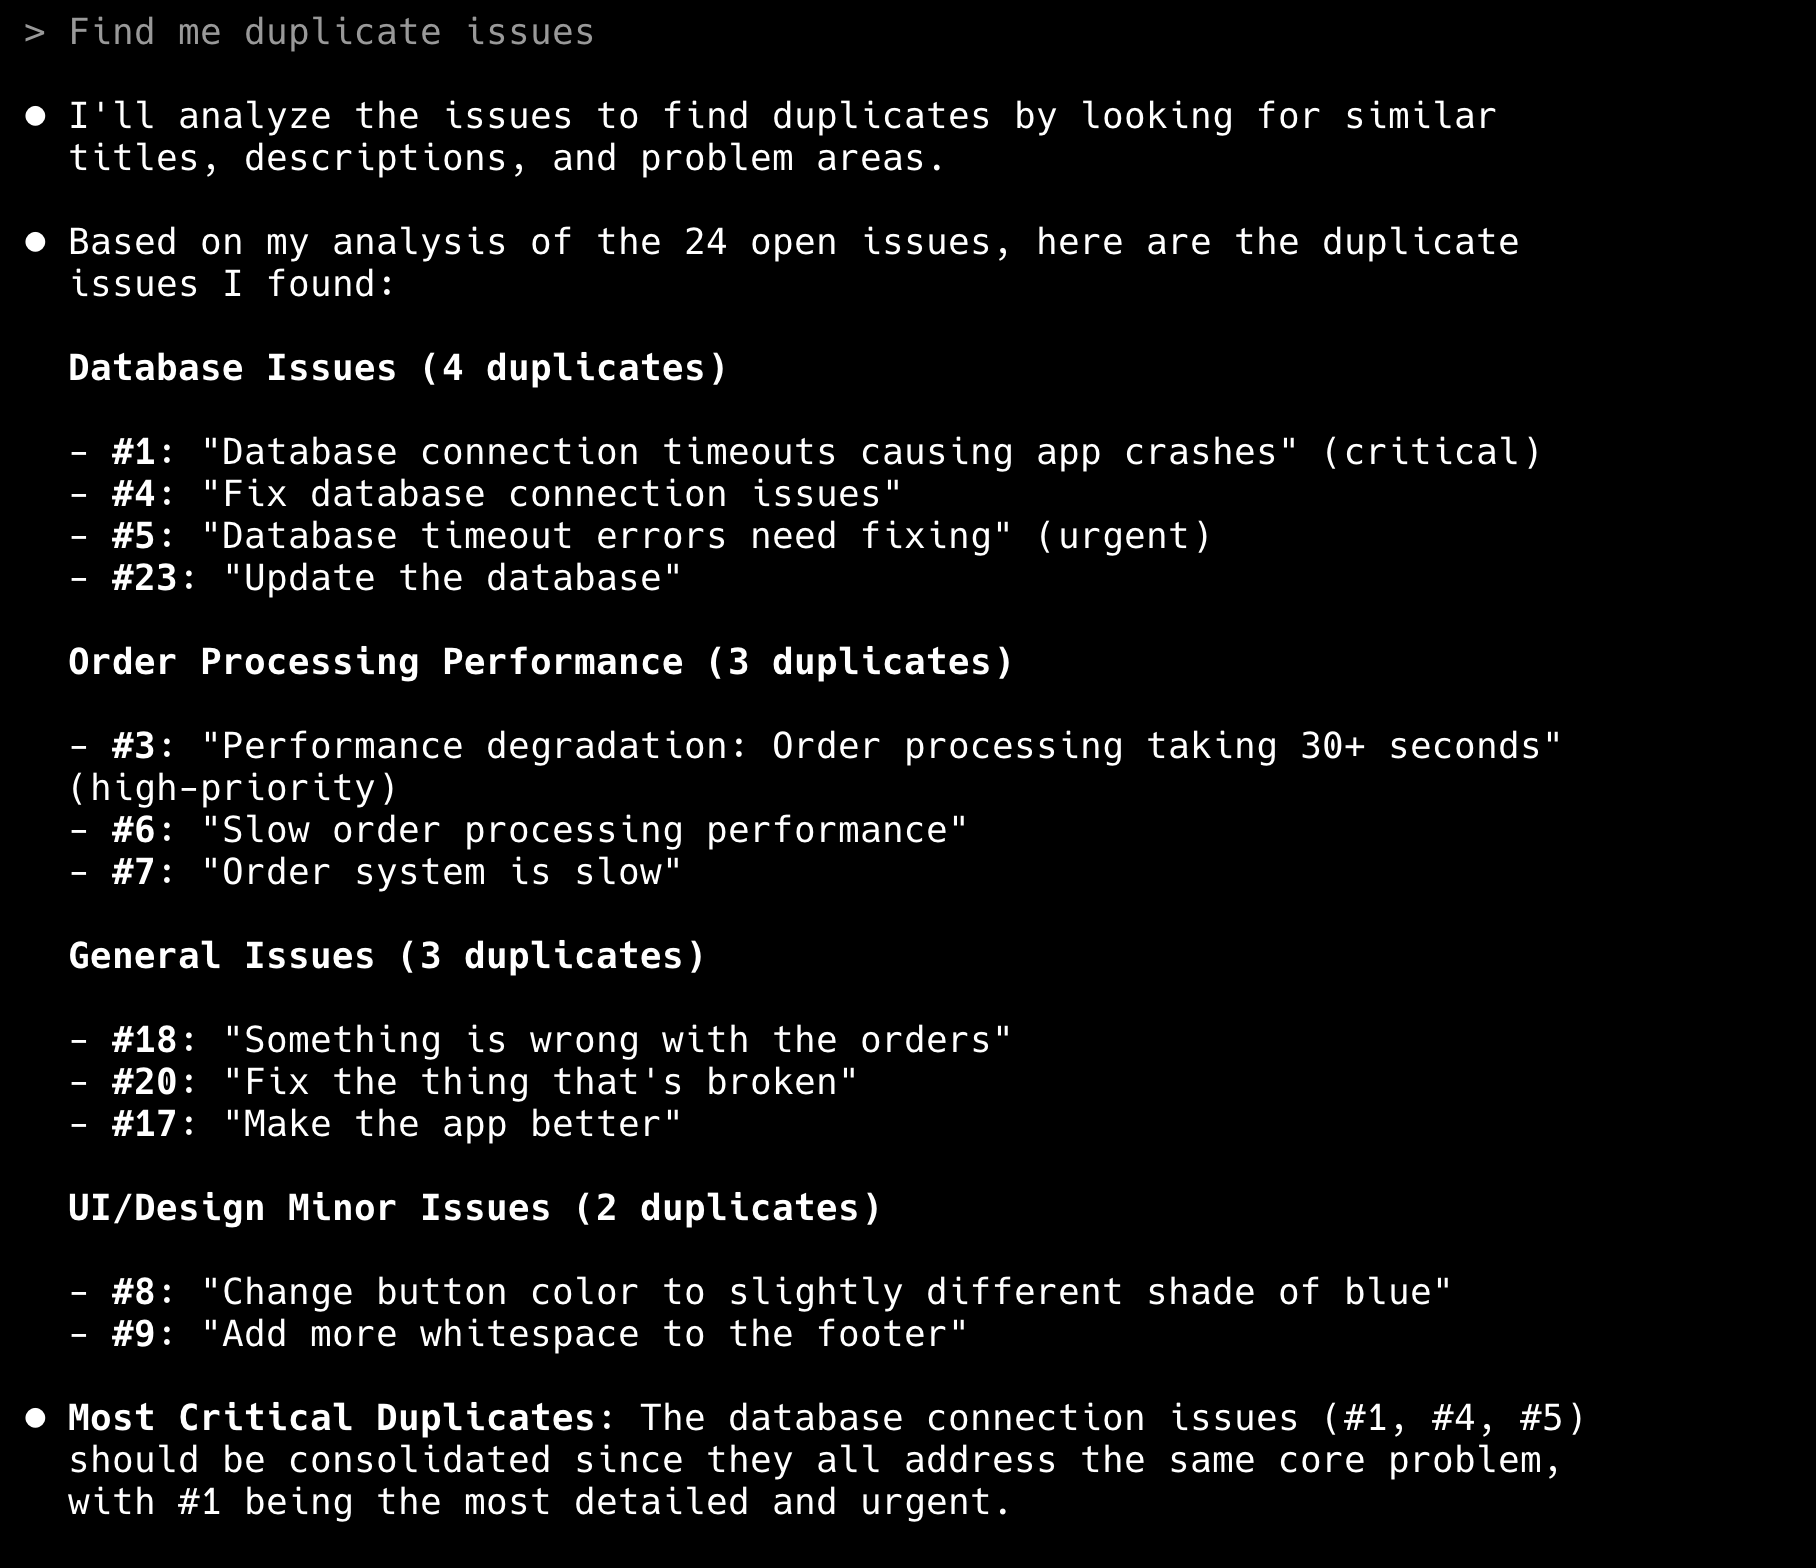 > Find me duplicate issues
● I'll analyze the issues to find duplicates by looking for similar
titles, descriptions, and problem areas.
● Based on my analysis of the 24 open issues, here are the duplicate
issues I found:
Database Issues (4 duplicates)
- #1: "Database connection timeouts causing app crashes" (critical)
- #4: "Fix database connection issues"
- #5: "Database timeout errors need fixing" (urgent)
- #23: "Update the database"
Order Processing Performance (3 duplicates)
- #3: "Performance degradation: Order processing taking 30+ seconds"
(high-priority)
- #6: "Slow order processing performance"
- #7: "Order system is slow"
General Issues (3 duplicates)
- #18: "Something is wrong with the orders"
- #20: "Fix the thing that's broken"
- #17: "Make the app better"
UI/Design Minor Issues (2 duplicates)
- #8: "Change button color to slightly different shade of blue"
- #9: "Add more whitespace to the footer"
● Most Critical Duplicates: The database connection issues (#1, #4, #5)
should be consolidated since they all address the same core problem,
with #1 being the most detailed and urgent.